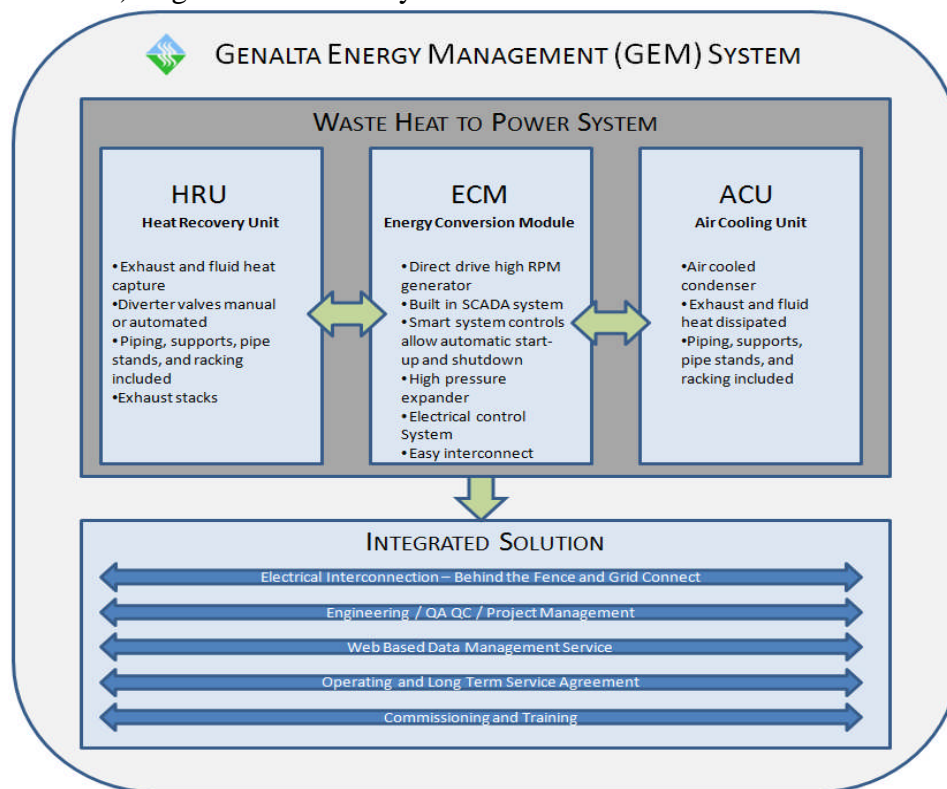 GENALTA ENERGY MANAGEMENT (GEM) SYSTEM
WASTE HEAT TO POWER SYSTEM
HRU
Heat Recovery Unit
•Exhaust and fluid heat
capture
•Diverter valves manual
or automated
•Piping, supports, pipe
stands, and racking
included
•Exhaust stacks
ECM
Energy Conversion Module
•Direct drive high RPM
generator
•Built in SCADA system
•Smart system controls
allow automatic start-
up and shutdown
•High pressure
expander
•Electrical control
System
•Easy interconnect
ACU
Air Cooling Unit
•Air cooled
condenser
•Exhaust and fluid
heat dissipated
•Piping, supports,
pipe stands, and
racking included
INTEGRATED SOLUTION
Electrical Interconnection – Behind the Fence and Grid Connect
Engineering / QA QC / Project Management
Web Based Data Management Service
Operating and Long Term Service Agreement
Commissioning and Training